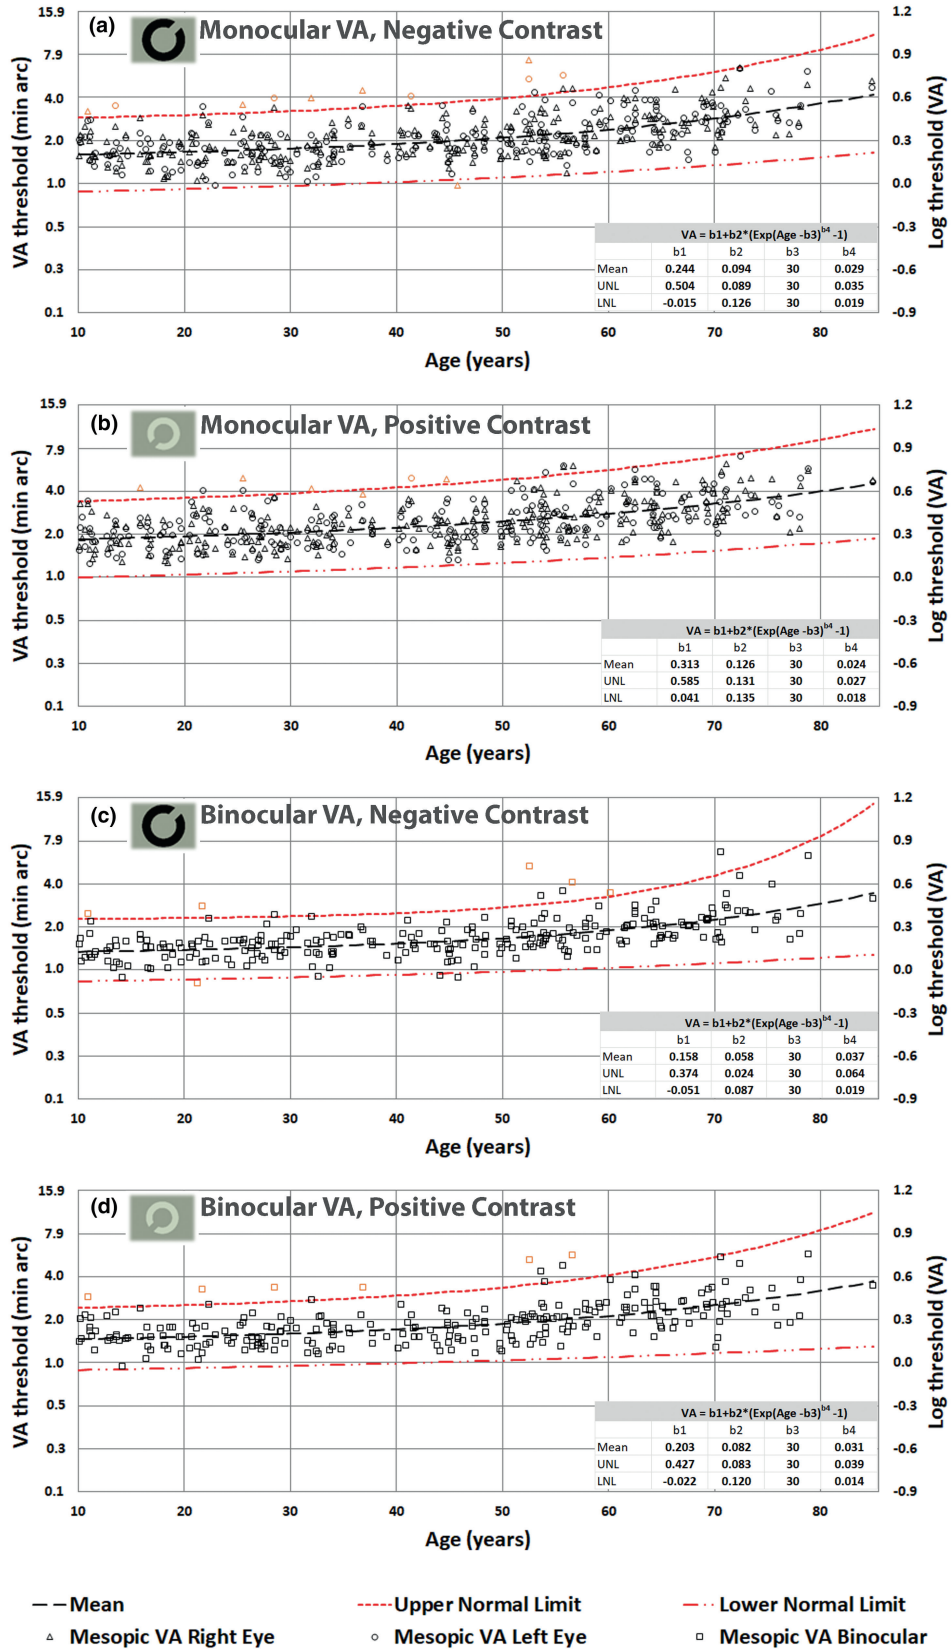 (a) Monocular VA, Negative Contrast
15.9
7.9
4.0
2.0
1.0
0.5
0.3
0.1
VA threshold (min arc)
1.2
0.9
0.6
0.3
0.0
-0.3
-0.6
-0.9
Log threshold (VA)
VA = b1+b2*(Exp(Age -b3)^b4 -1)
b1 b2 b3 b4
Mean 0.244 0.094 30 0.029
UNL 0.504 0.089 30 0.035
LNL -0.015 0.126 30 0.019
10 20 30 40 50 60 70 80
Age (years)
(b) Monocular VA, Positive Contrast
15.9
7.9
4.0
2.0
1.0
0.5
0.3
0.1
VA threshold (min arc)
1.2
0.9
0.6
0.3
0.0
-0.3
-0.6
-0.9
Log threshold (VA)
VA = b1+b2*(Exp(Age -b3)^b4 -1)
b1 b2 b3 b4
Mean 0.313 0.126 30 0.024
UNL 0.585 0.131 30 0.027
LNL 0.041 0.135 30 0.018
10 20 30 40 50 60 70 80
Age (years)
(c) Binocular VA, Negative Contrast
15.9
7.9
4.0
2.0
1.0
0.5
0.3
0.1
VA threshold (min arc)
1.2
0.9
0.6
0.3
0.0
-0.3
-0.6
-0.9
Log threshold (VA)
VA = b1+b2*(Exp(Age -b3)^b4 -1)
b1 b2 b3 b4
Mean 0.158 0.058 30 0.037
UNL 0.374 0.024 30 0.064
LNL -0.051 0.087 30 0.019
10 20 30 40 50 60 70 80
Age (years)
(d) Binocular VA, Positive Contrast
15.9
7.9
4.0
2.0
1.0
0.5
0.3
0.1
VA threshold (min arc)
1.2
0.9
0.6
0.3
0.0
-0.3
-0.6
-0.9
Log threshold (VA)
VA = b1+b2*(Exp(Age -b3)^b4 -1)
b1 b2 b3 b4
Mean 0.203 0.082 30 0.031
UNL 0.427 0.083 30 0.039
LNL -0.022 0.120 30 0.014
10 20 30 40 50 60 70 80
Age (years)
Mean Upper Normal Limit Lower Normal Limit
Mesopic VA Right Eye Mesopic VA Left Eye Mesopic VA Binocular